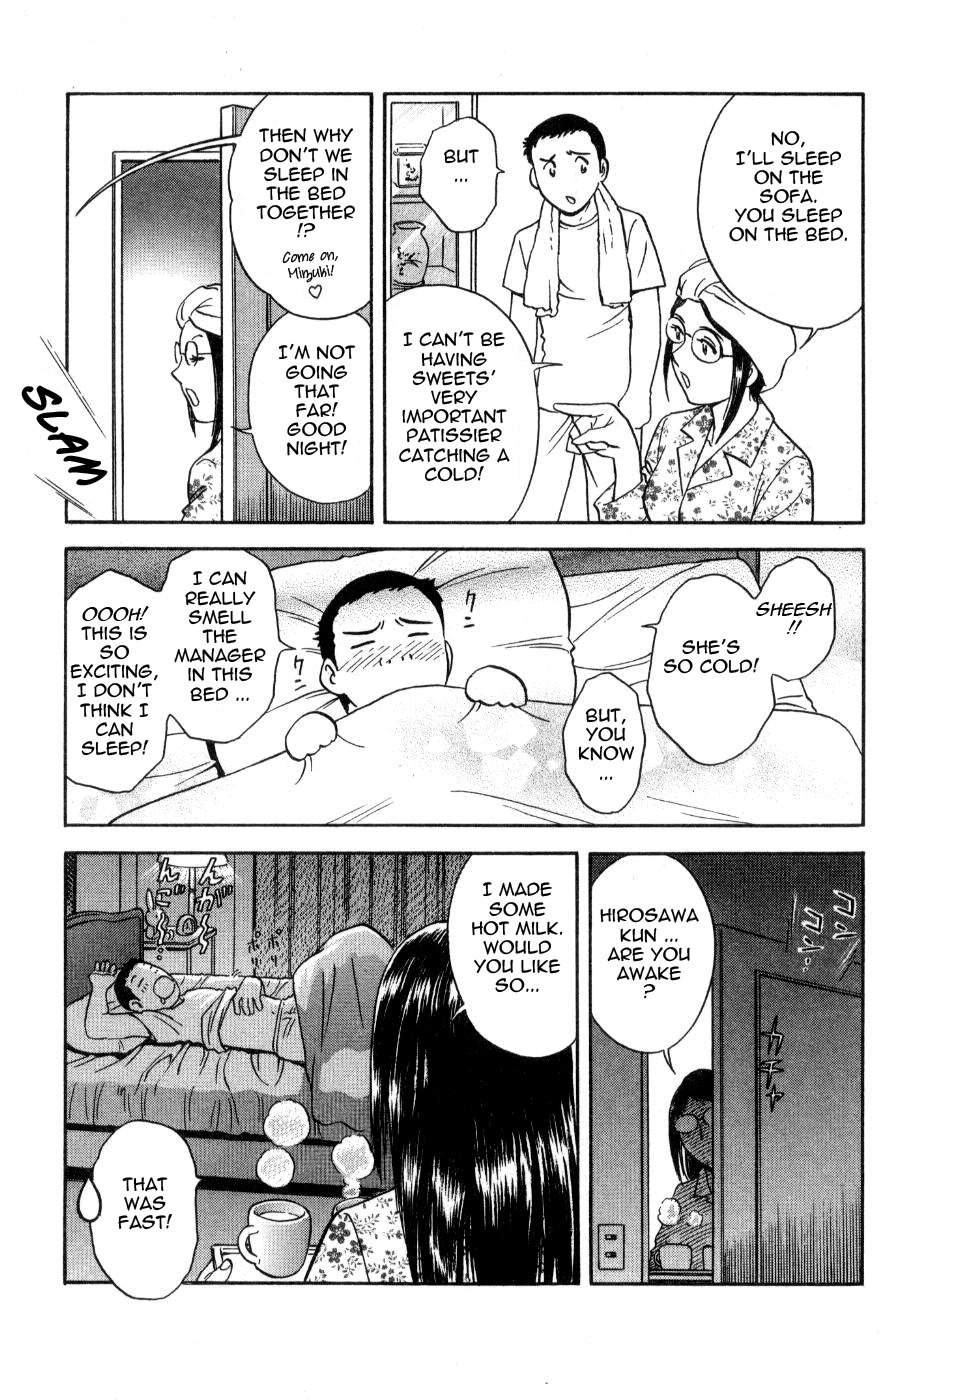 NO,
I'LL SLEEP
ON THE
SOFA.
YOU SLEEP
ON THE BED.
BUT
...
I CAN'T BE
HAVING
SWEETS'
VERY
IMPORTANT
PATISSIER
CATCHING A
COLD!
THEN WHY
DON'T WE
SLEEP IN
THE BED
TOGETHER
!?
Come on,
Mizuki!
♡
I'M NOT
GOING
THAT
FAR!
GOOD
NIGHT!
SLAM
SHEESH
!!
SHE'S
SO COLD!
BUT,
YOU
KNOW
...
I CAN
REALLY
SMELL
THE
MANAGER
IN THIS
BED ...
OOOH!
THIS IS
SO
EXCITING,
I DON'T
THINK I
CAN
SLEEP!
HIROSAWA
KUN ...
ARE YOU
AWAKE
?
I MADE
SOME
HOT MILK.
WOULD
YOU LIKE
SO...
THAT
WAS
FAST!